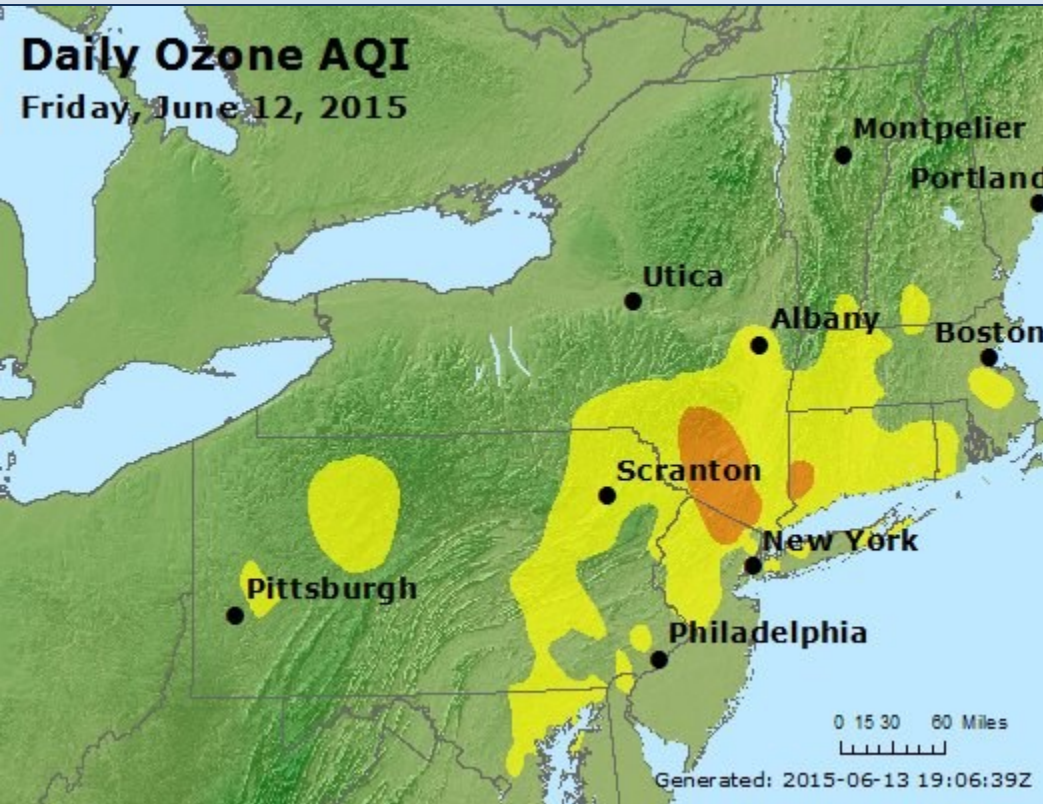 Daily Ozone AQI
Friday, June 12, 2015
Montpelier
Portland
Utica
Albany
Boston
Scranton
New York
Pittsburgh
Philadelphia
0 15 30 60 Miles
Generated: 2015-06-13 19:06:39Z